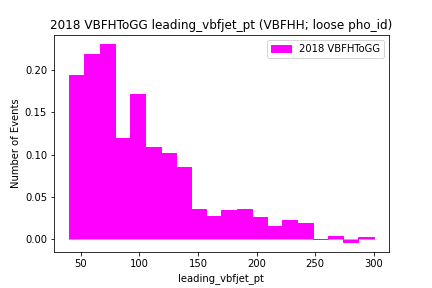 2018 VBFHToGG leading_vbfjet_pt (VBFHH; loose pho_id)
2018 VBFHToGG
Number of Events
0.20
0.15
0.10
0.05
0.00
50 100 150 200 250 300
leading_vbfjet_pt